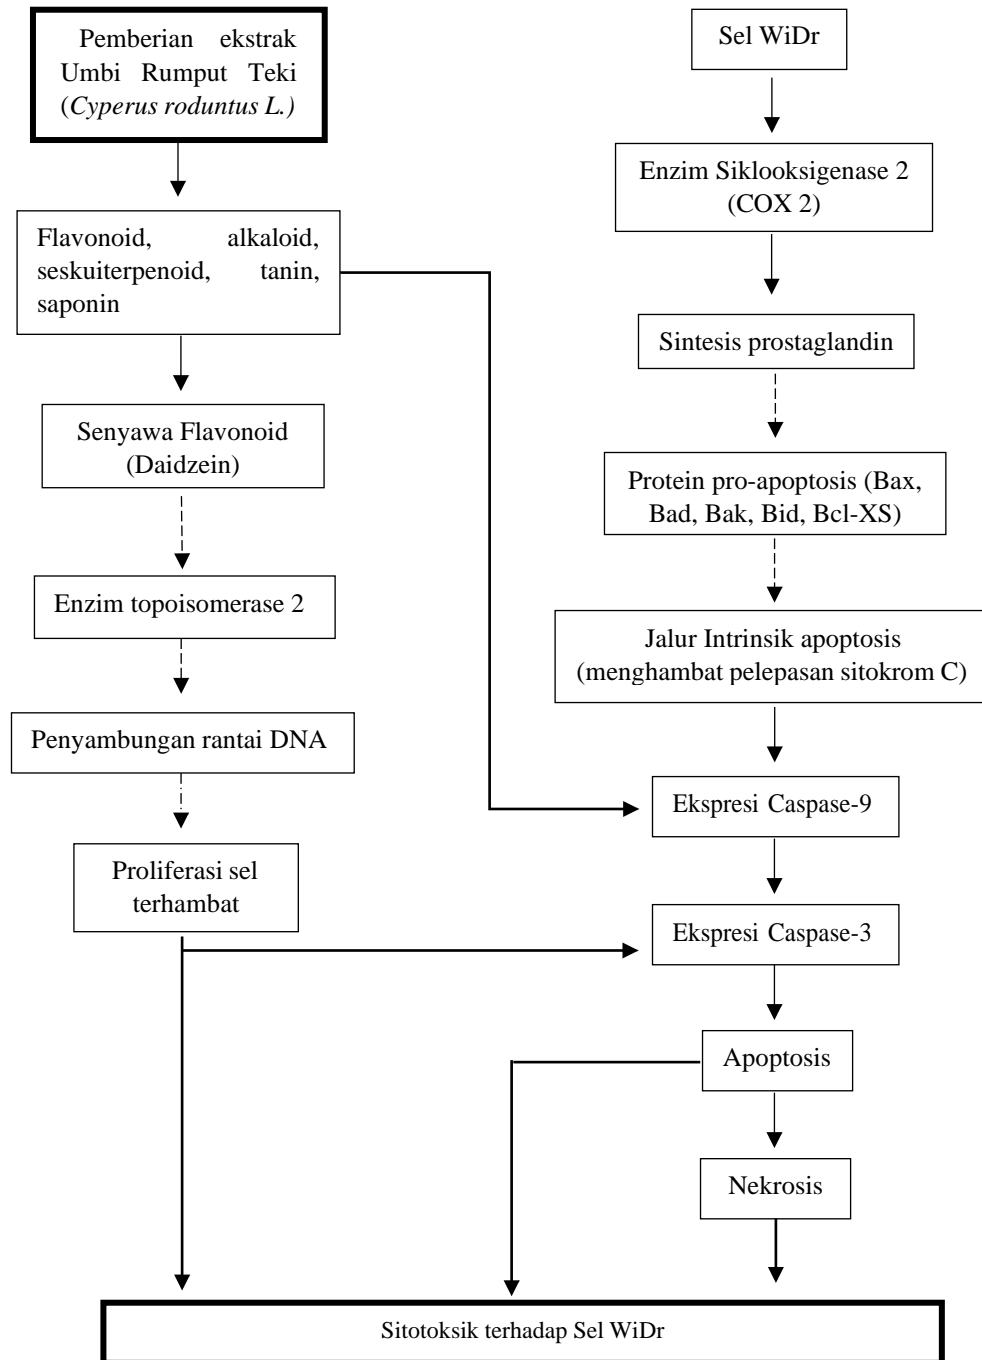 Pemberian ekstrak
Umbi Rumput Teki
(Cyperus roduntus L.)
Flavonoid, alkaloid,
seskuiterpenoid, tanin,
saponin
Senyawa Flavonoid
(Daidzein)
Enzim topoisomerase 2
Penyambungan rantai DNA
Proliferasi sel
terhambat
Sel WiDr
Enzim Siklooksigenase 2
(COX 2)
Sintesis prostaglandin
Protein pro-apoptosis (Bax,
Bad, Bak, Bid, Bcl-XS)
Jalur Intrinsik apoptosis
(menghambat pelepasan sitokrom C)
Ekspresi Caspase-9
Ekspresi Caspase-3
Apoptosis
Nekrosis
Sitotoksik terhadap Sel WiDr